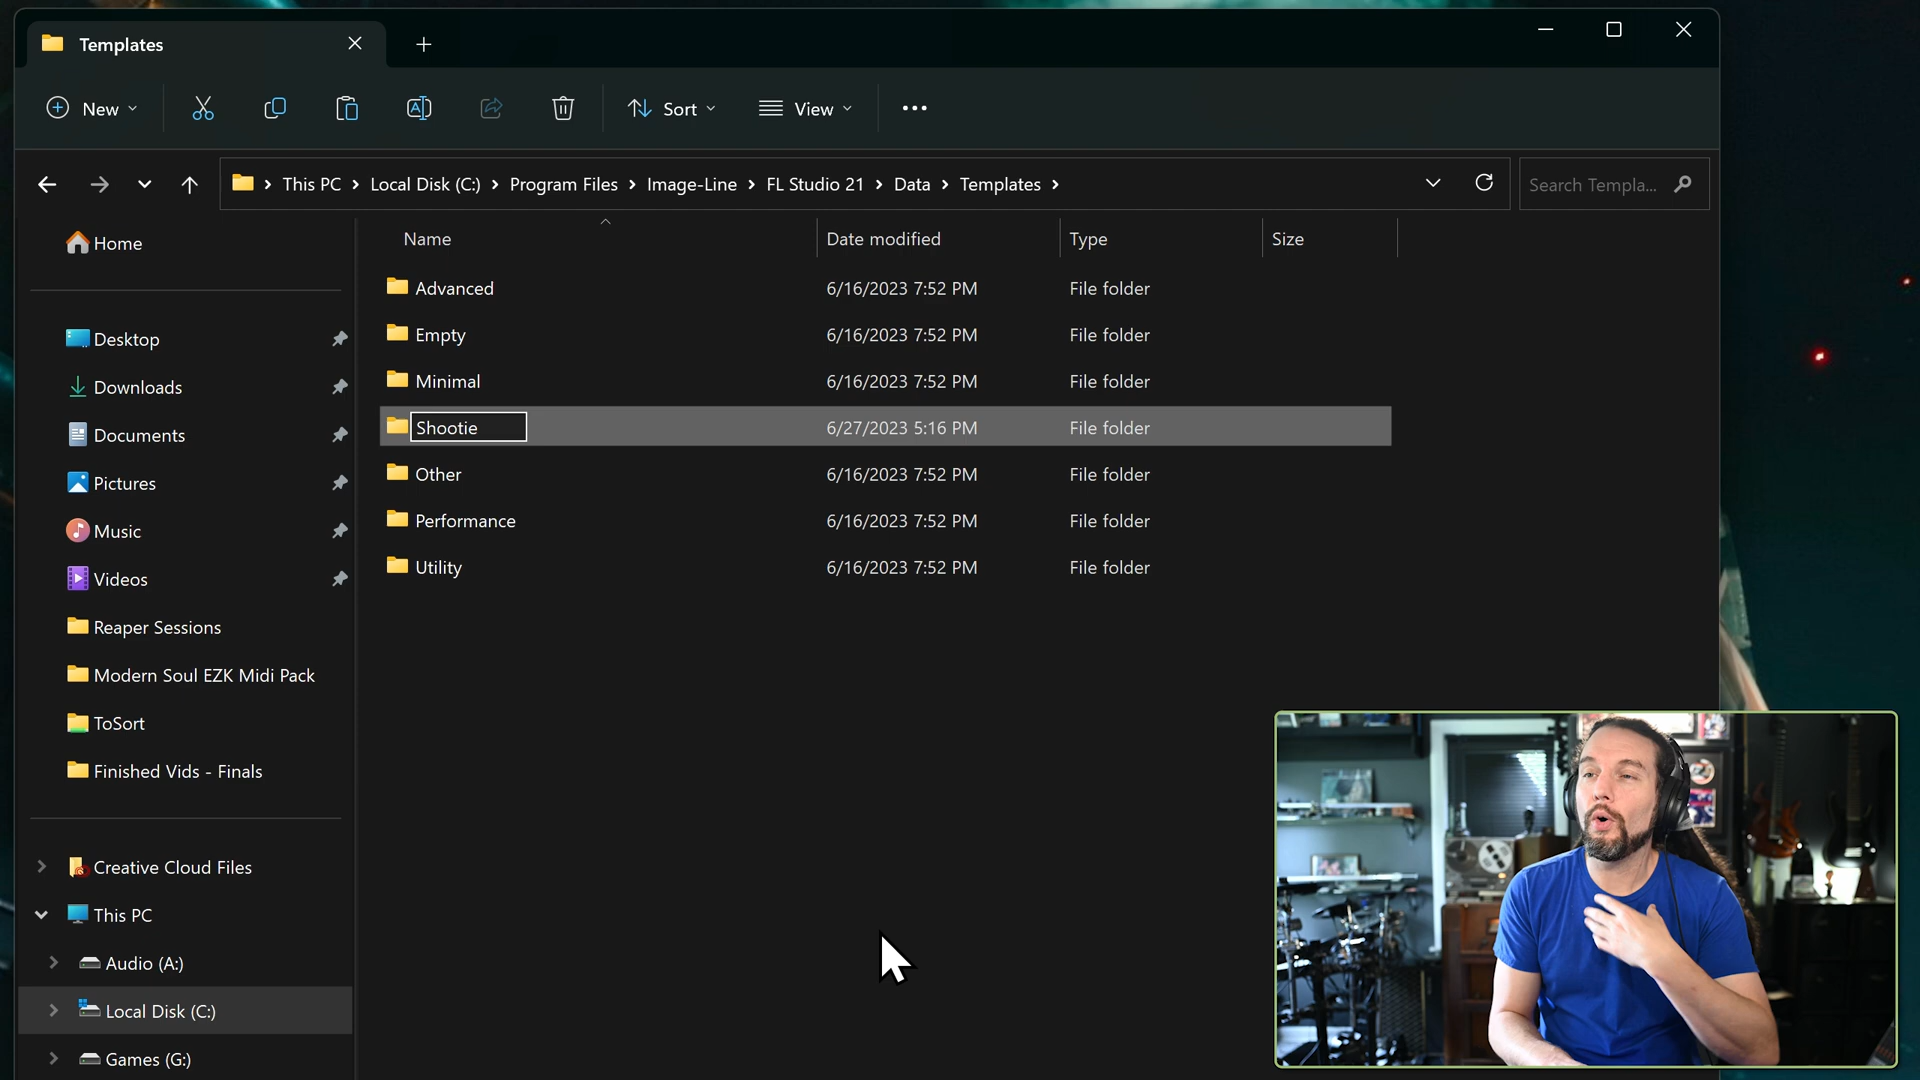 Templates
New
Sort
View
This PC > Local Disk (C:) > Program Files > Image-Line > FL Studio 21 > Data > Templates >
Search Templa...
Name Date modified Type Size
Advanced 6/16/2023 7:52 PM File folder
Empty 6/16/2023 7:52 PM File folder
Minimal 6/16/2023 7:52 PM File folder
Shootie 6/27/2023 5:16 PM File folder
Other 6/16/2023 7:52 PM File folder
Performance 6/16/2023 7:52 PM File folder
Utility 6/16/2023 7:52 PM File folder
Home
Desktop
Downloads
Documents
Pictures
Music
Videos
Reaper Sessions
Modern Soul EZK Midi Pack
ToSort
Finished Vids - Finals
Creative Cloud Files
This PC
Audio (A:)
Local Disk (C:)
Games (G:)